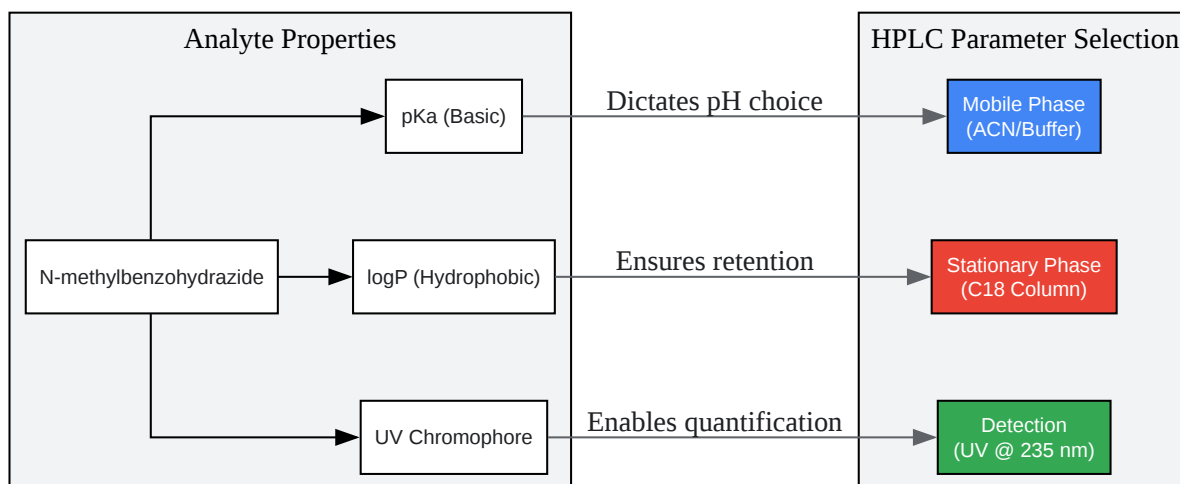 Analyte Properties
HPLC Parameter Selection
pKa (Basic)
Dictates pH choice
Mobile Phase
(ACN/Buffer)
N-methylbenzohydrazide
logP (Hydrophobic)
Ensures retention
Stationary Phase
(C18 Column)
UV Chromophore
Enables quantification
Detection
(UV @ 235 nm)